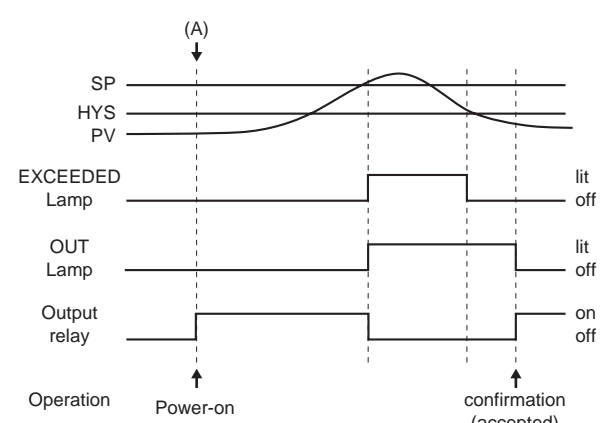 (A)
SP
HYS
PV
EXCEEDED
Lamp
lit
off
OUT
Lamp
lit
off
Output
relay
on
off
Operation
Power-on
confirmation
(accepted)